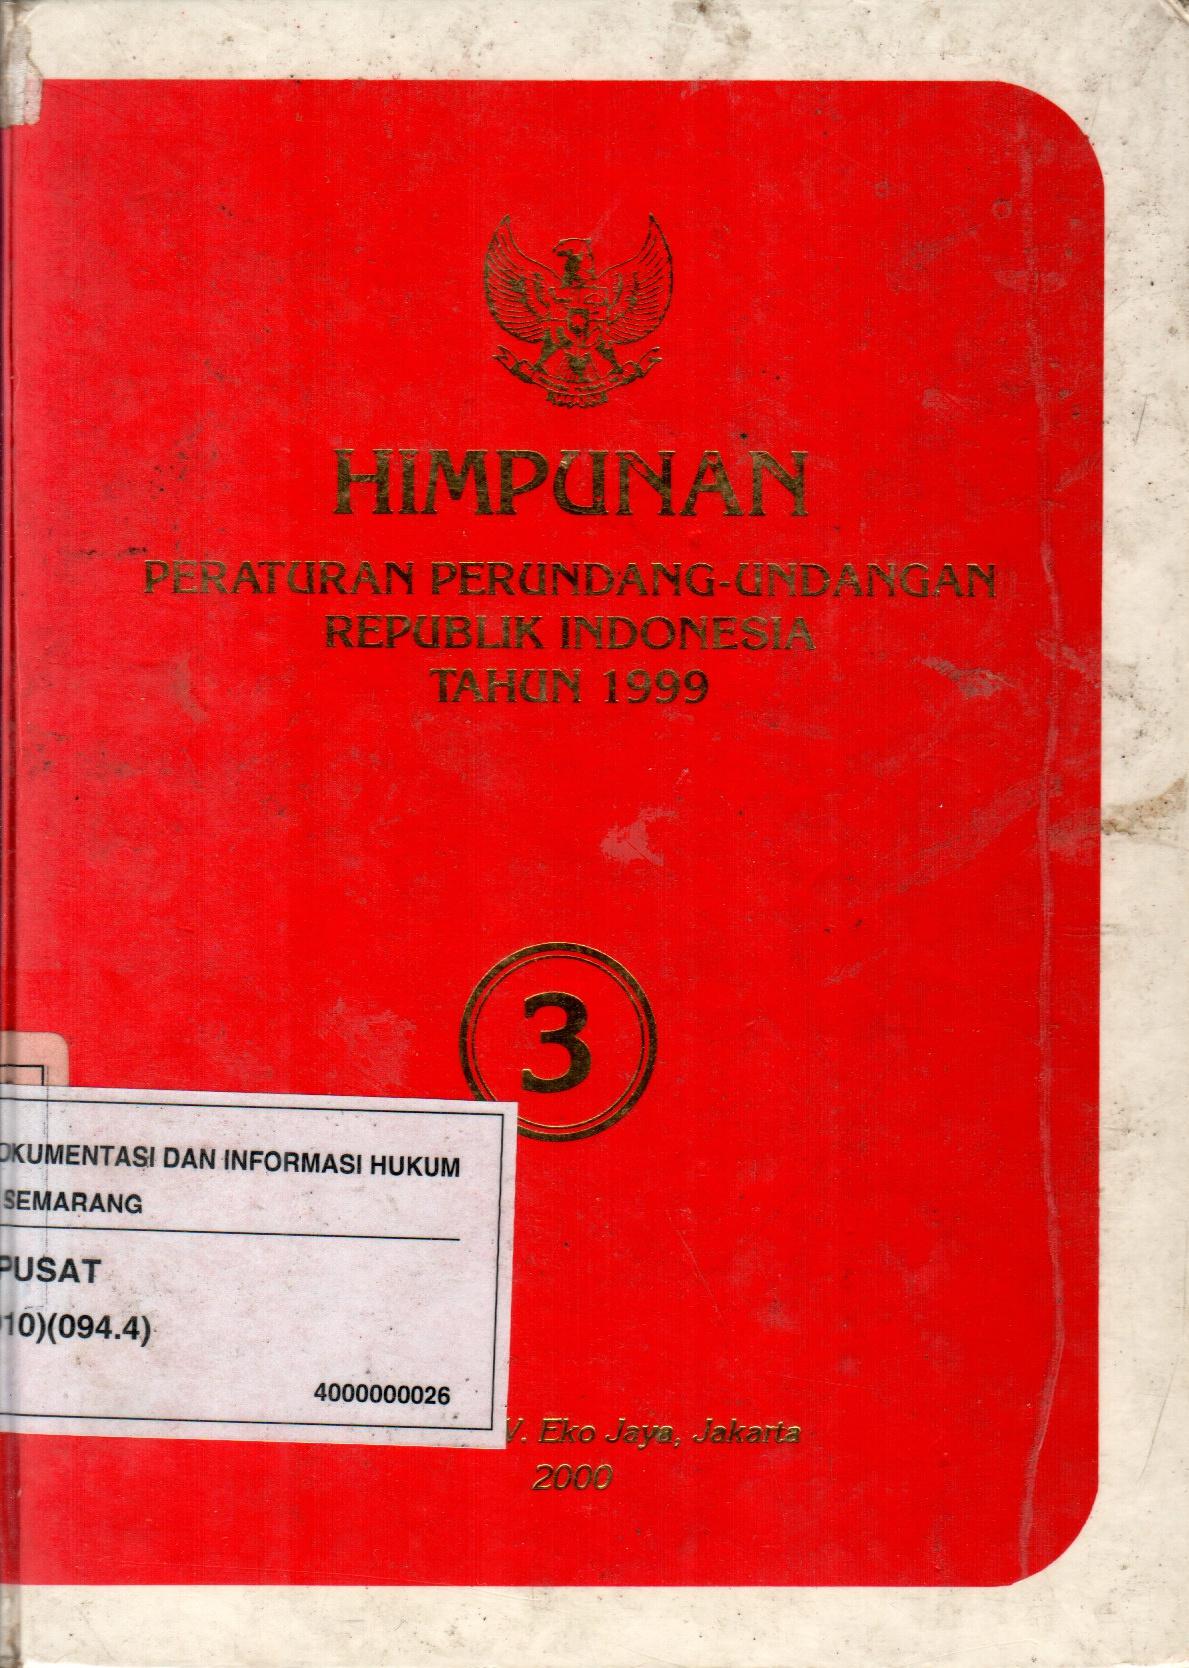 HIMPUNAN
PERATURAN PERUNDANG-UNDANGAN
REPUBLIK INDONESIA
TAHUN 1999
3
OKUMENTASI DAN INFORMASI HUKUM
SEMARANG
PUSAT
10)(094.4)
4000000026
V. Eko Jaya, Jakarta
2000